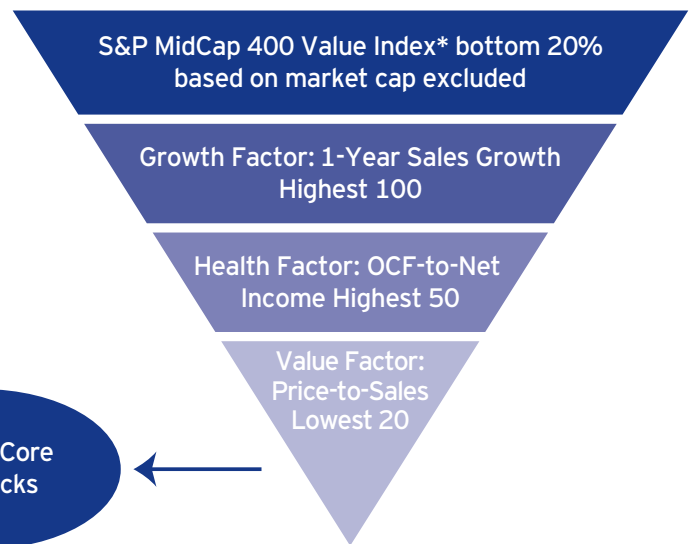 S&P MidCap 400 Value Index* bottom 20%
based on market cap excluded
Growth Factor: 1-Year Sales Growth
Highest 100
Health Factor: OCF-to-Net
Income Highest 50
Value Factor:
Price-to-Sales
Lowest 20
Core
cks